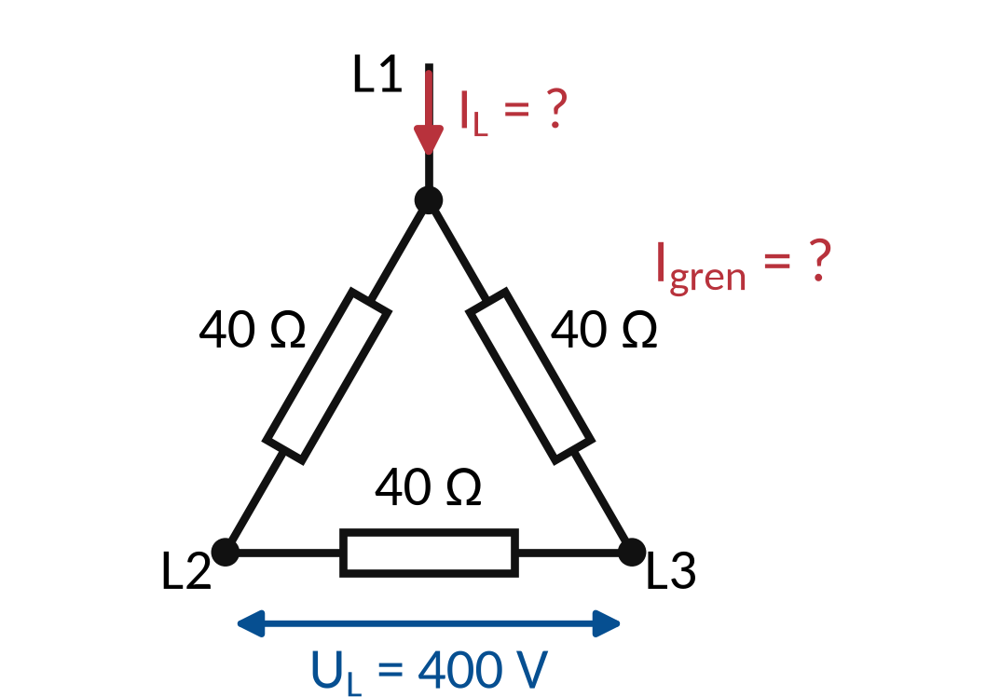 L1
I_L = ?
I_gren = ?
40 Ω
40 Ω
40 Ω
L2
L3
U_L = 400 V